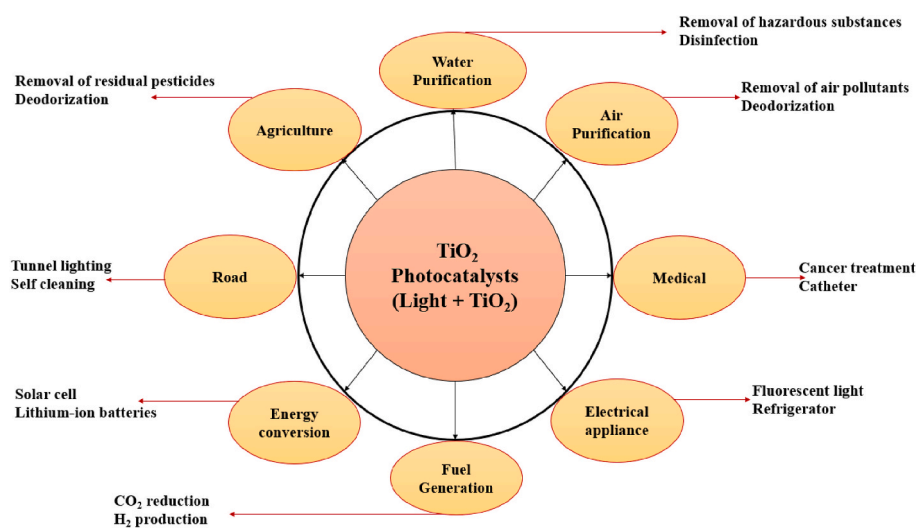 Removal of hazardous substances
Disinfection
Water
Purification
Removal of residual pesticides
Deodorization
Removal of air pollutants
Deodorization
Agriculture
Air
Purification
TiO₂
Photocatalysts
(Light + TiO₂)
Tunnel lighting
Self cleaning
Road
Medical
Cancer treatment
Catheter
Solar cell
Lithium-ion batteries
Energy
conversion
Electrical
appliance
Fluorescent light
Refrigerator
Fuel
Generation
CO₂ reduction
H₂ production